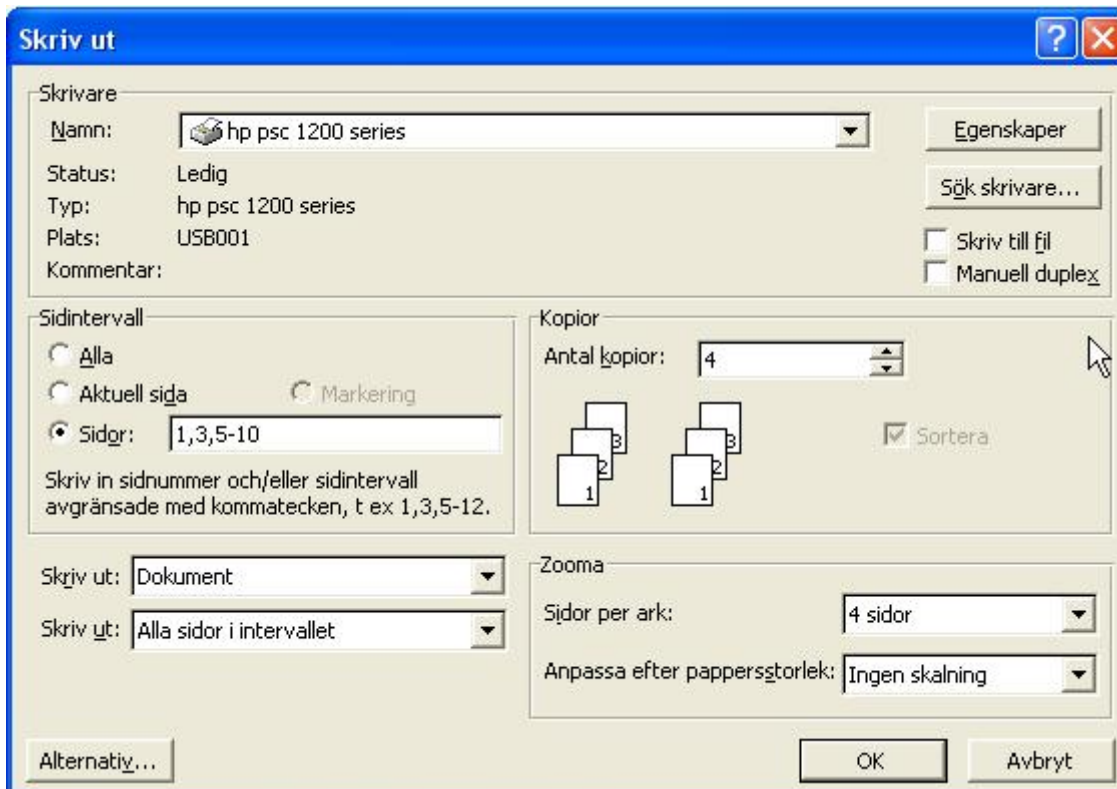 Skriv ut
Skrivare
Namn: hp psc 1200 series Egenskaper
Status: Ledig
Sök skrivare...
Typ: hp psc 1200 series
Plats: USB001 Skriv till fil
Kommentar: Manuell duplex
Sidintervall
Alla
Aktuell sida Markering
Sidor: 1,3,5-10
Skriv in sidnummer och/eller sidintervall
avgränsade med kommatecken, t ex 1,3,5-12.
Kopior
Antal kopior: 4
3 3
2 2
1 1
Sortera
Skriv ut: Dokument
Skriv ut: Alla sidor i intervallet
Zooma
Sidor per ark: 4 sidor
Anpassa efter pappersstorlek: Ingen skalning
Alternativ... OK Avbryt